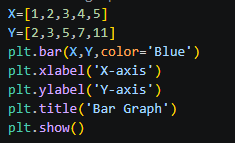 X=[1,2,3,4,5]
Y=[2,3,5,7,11]
plt.bar(X,Y,color='Blue')
plt.xlabel('X-axis')
plt.ylabel('Y-axis')
plt.title('Bar Graph')
plt.show()